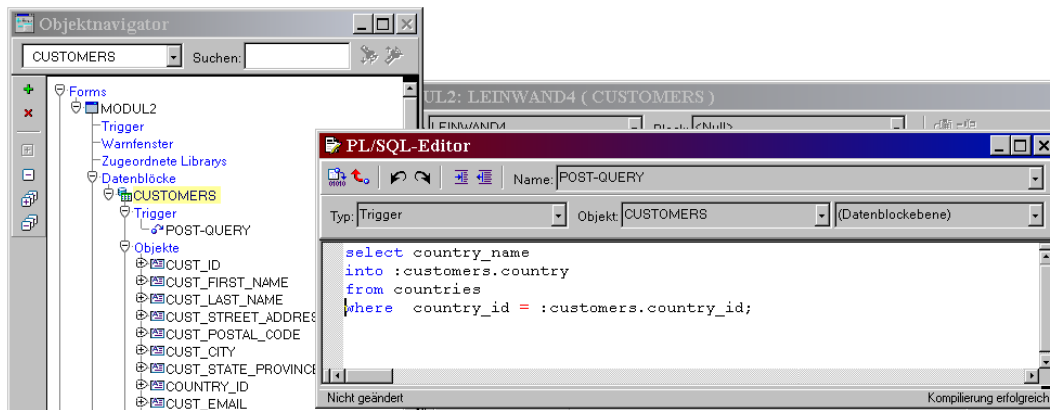 Objektnavigator
CUSTOMERS
Suchen:
Forms
MODUL2
Trigger
Warnfenster
Zugeordnete Librarys
Datenblöcke
CUSTOMERS
Trigger
POST-QUERY
Objekte
CUST_ID
CUST_FIRST_NAME
CUST_LAST_NAME
CUST_STREET_ADDRES
CUST_POSTAL_CODE
CUST_CITY
CUST_STATE_PROVINCE
COUNTRY_ID
CUST_EMAIL
UL2: LEINWAND4 ( CUSTOMERS )
LEINWAND4
Block: <Null>
PL/SQL-Editor
Name: POST-QUERY
Typ: Trigger
Objekt: CUSTOMERS
(Datenblockebene)
select country_name
into :customers.country
from countries
where  country_id = :customers.country_id;
Nicht geändert
Kompilierung erfolgreich